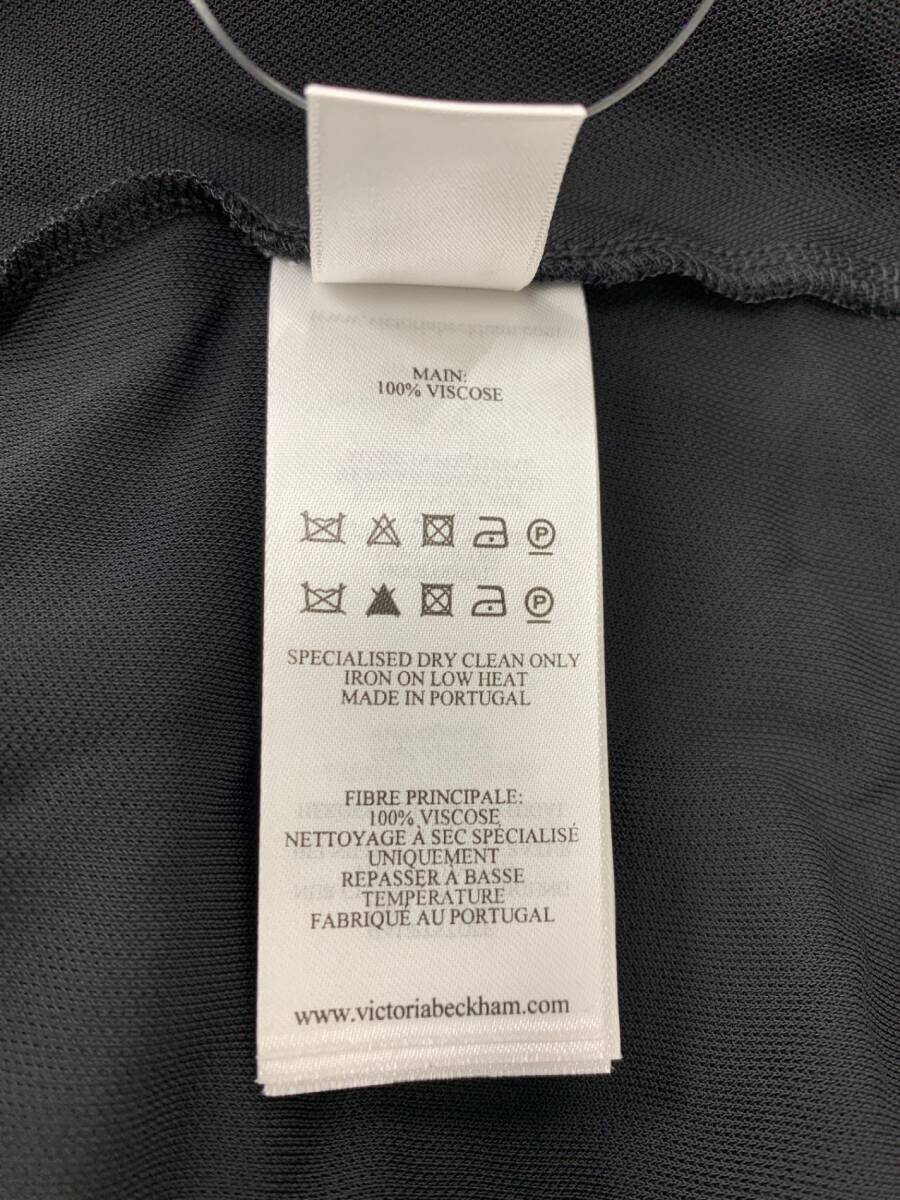 MAIN:
100% VISCOSE
P
P
SPECIALISED DRY CLEAN ONLY
IRON ON LOW HEAT
MADE IN PORTUGAL
FIBRE PRINCIPALE:
100% VISCOSE
NETTOYAGE À SEC SPÉCIALISÉ
UNIQUEMENT
REPASSER À BASSE
TEMPÉRATURE
FABRIQUÉ AU PORTUGAL
www.victoriabeckham.com